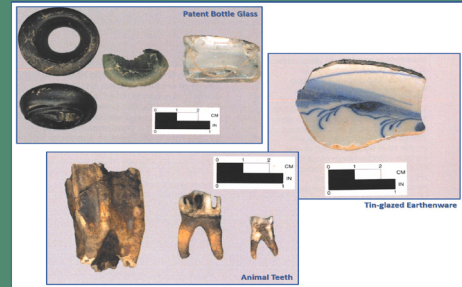 Patent Bottle Glass
0 1 2
CM
IN
0 1
0 1 2
CM
IN
0 1
Tin-glazed Earthenware
0 1 2
CM
IN
0 1
Animal Teeth